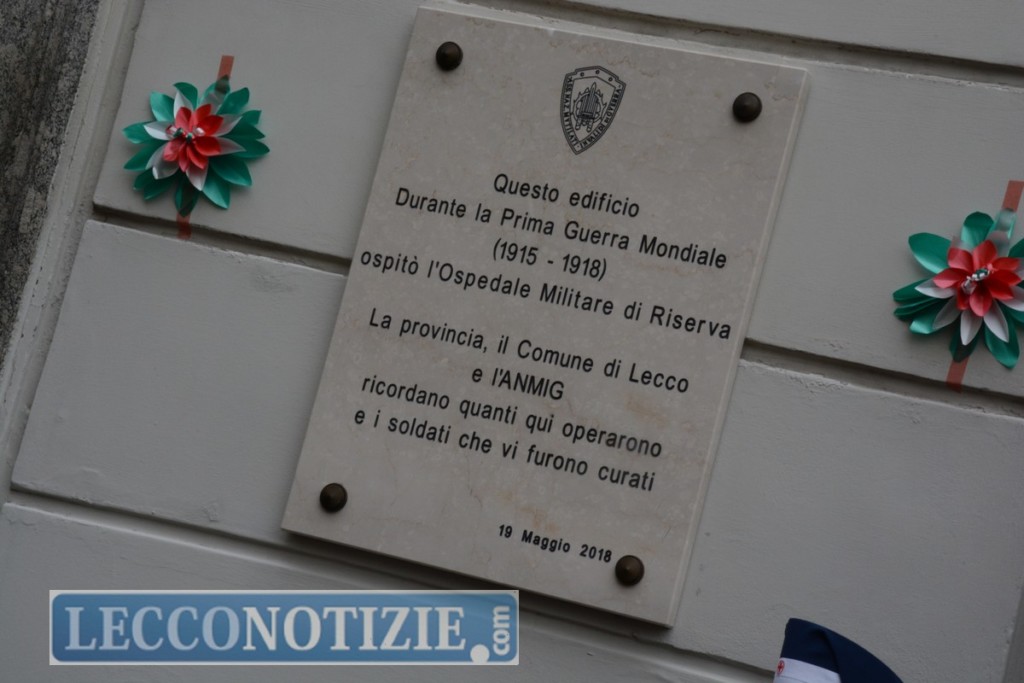 Questo edificio
Durante la Prima Guerra Mondiale
(1915 - 1918)
ospitò l'Ospedale Militare di Riserva
La provincia, il Comune di Lecco
e l'ANMIG
ricordano quanti qui operarono
e i soldati che vi furono curati
19 Maggio 2018
LECCONOTIZIE.com